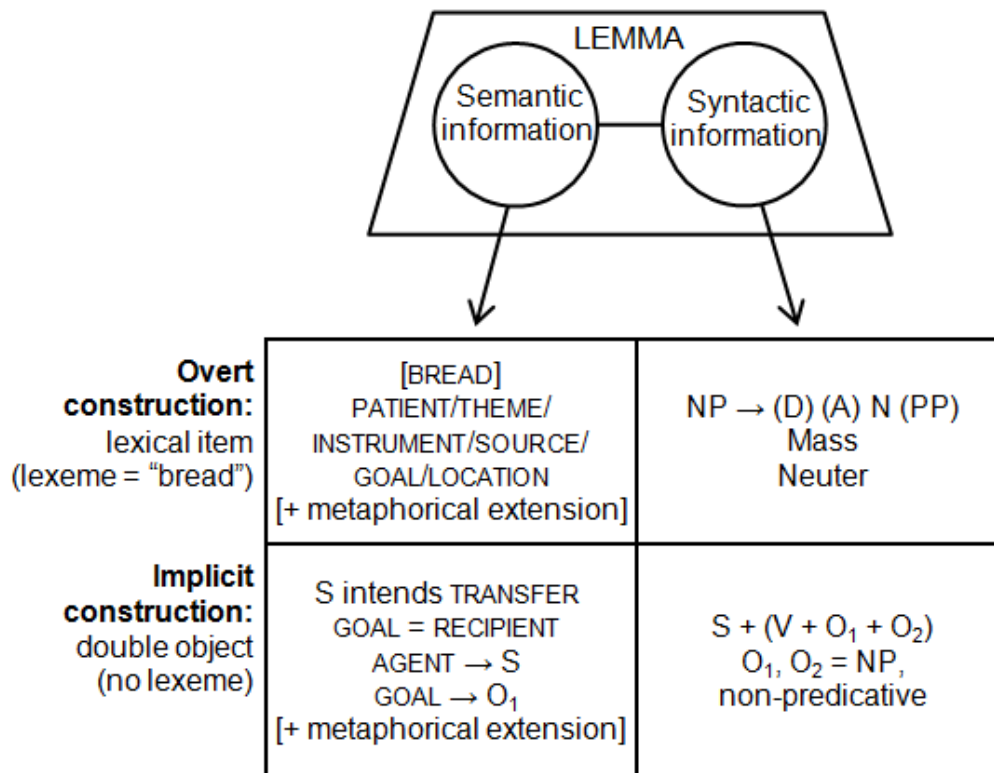 LEMMA
Semantic
information
Syntactic
information
Overt
construction:
lexical item
(lexeme = “bread”)
[BREAD]
PATIENT/THEME/
INSTRUMENT/SOURCE/
GOAL/LOCATION
[+ metaphorical extension]
NP → (D) (A) N (PP)
Mass
Neuter
Implicit
construction:
double object
(no lexeme)
S intends TRANSFER
GOAL = RECIPIENT
AGENT → S
GOAL → O₁
[+ metaphorical extension]
S + (V + O₁ + O₂)
O₁, O₂ = NP,
non-predicative